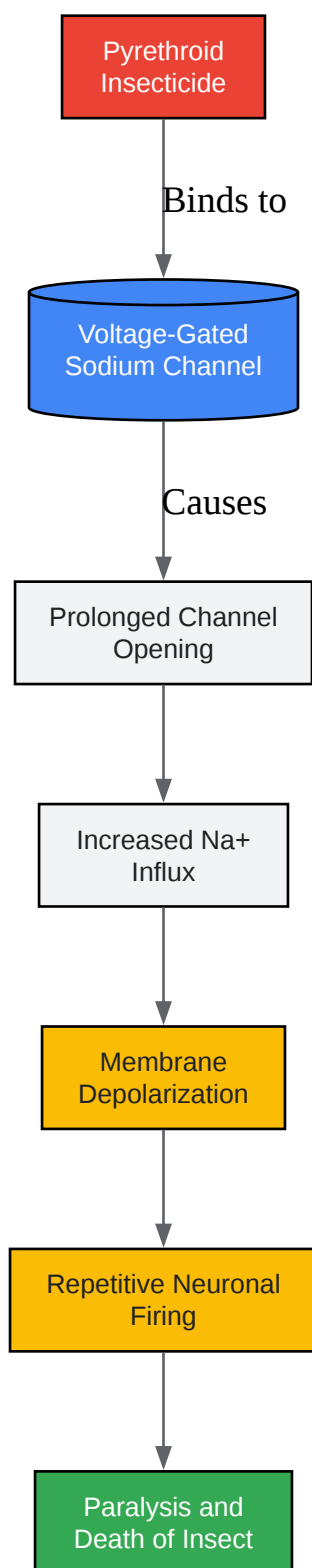 Pyrethroid
Insecticide
Binds to
Voltage-Gated
Sodium Channel
Causes
Prolonged Channel
Opening
Increased Na+
Influx
Membrane
Depolarization
Repetitive Neuronal
Firing
Paralysis and
Death of Insect